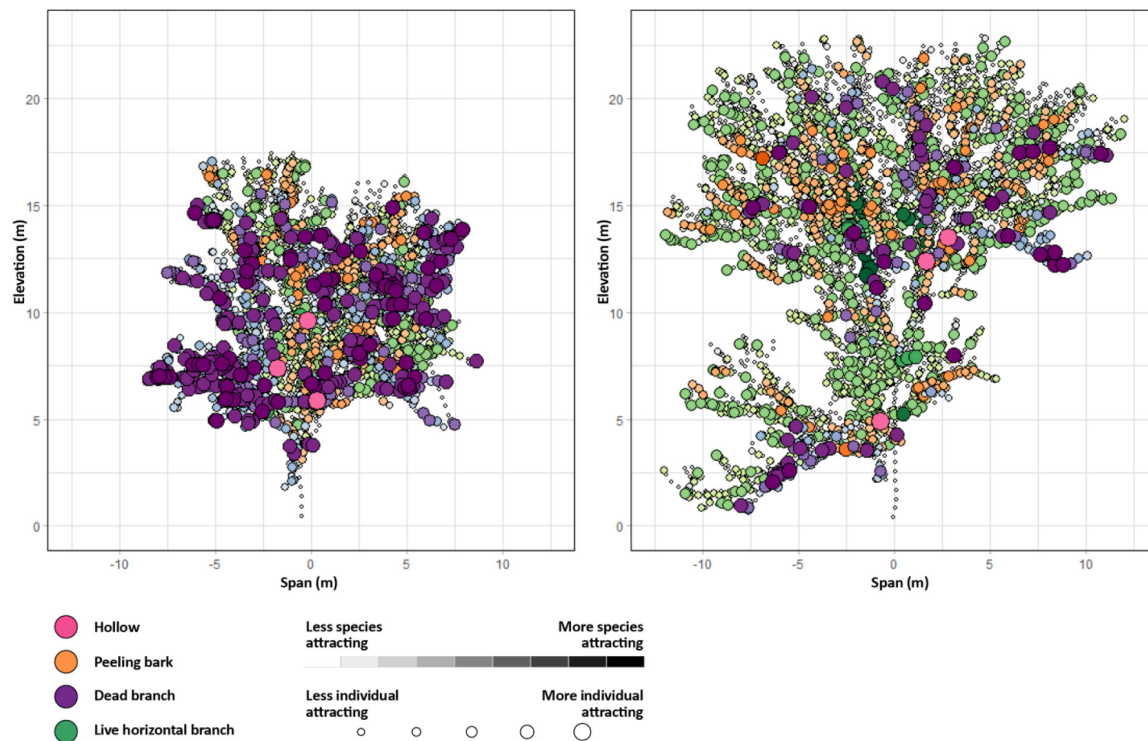 20
15
10
5
0
Elevation (m)
-10
-5
0
5
10
Span (m)
20
15
10
5
0
Elevation (m)
-10
-5
0
5
10
Span (m)
Hollow
Peeling bark
Dead branch
Live horizontal branch
Less species
attracting
More species
attracting
Less individual
attracting
More individual
attracting